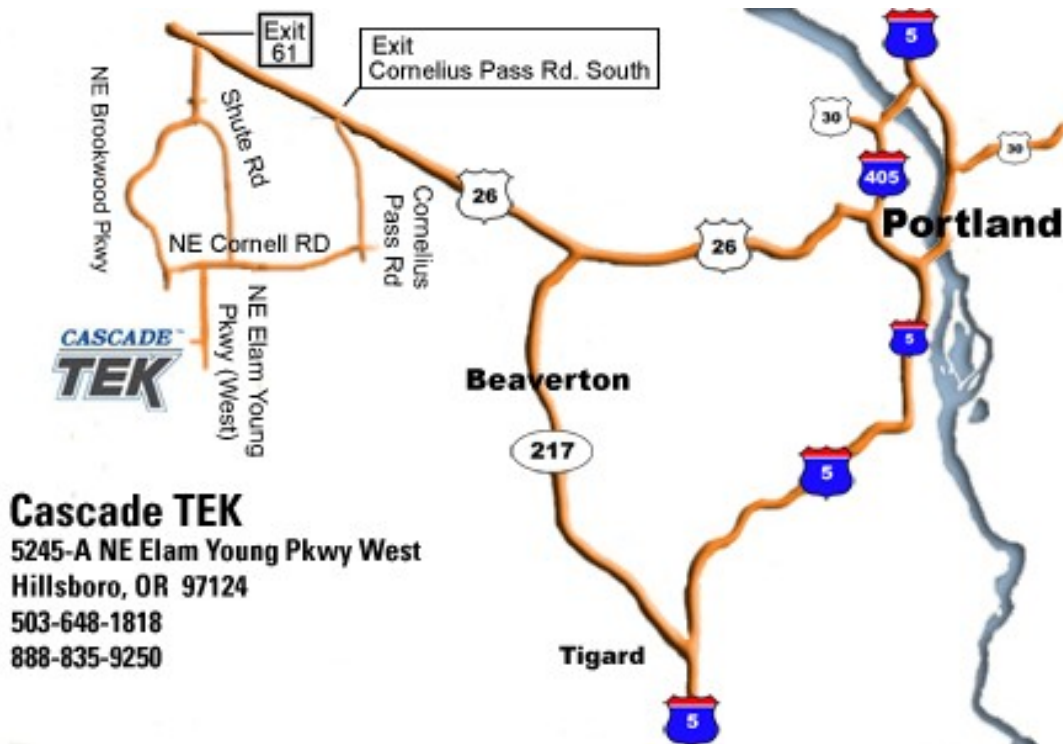 Exit
61
Exit
Cornelius Pass Rd. South
5
30
30
405
Portland
NE Brookwood Pkwy
Shute Rd
26
Cornelius
Pass Rd
26
NE Cornell RD
NE Elam Young
Pkwy (West)
CASCADE™
TEK
5
Beaverton
217
5
Cascade TEK
5245-A NE Elam Young Pkwy West
Hillsboro, OR 97124
503-648-1818
888-835-9250
Tigard
5